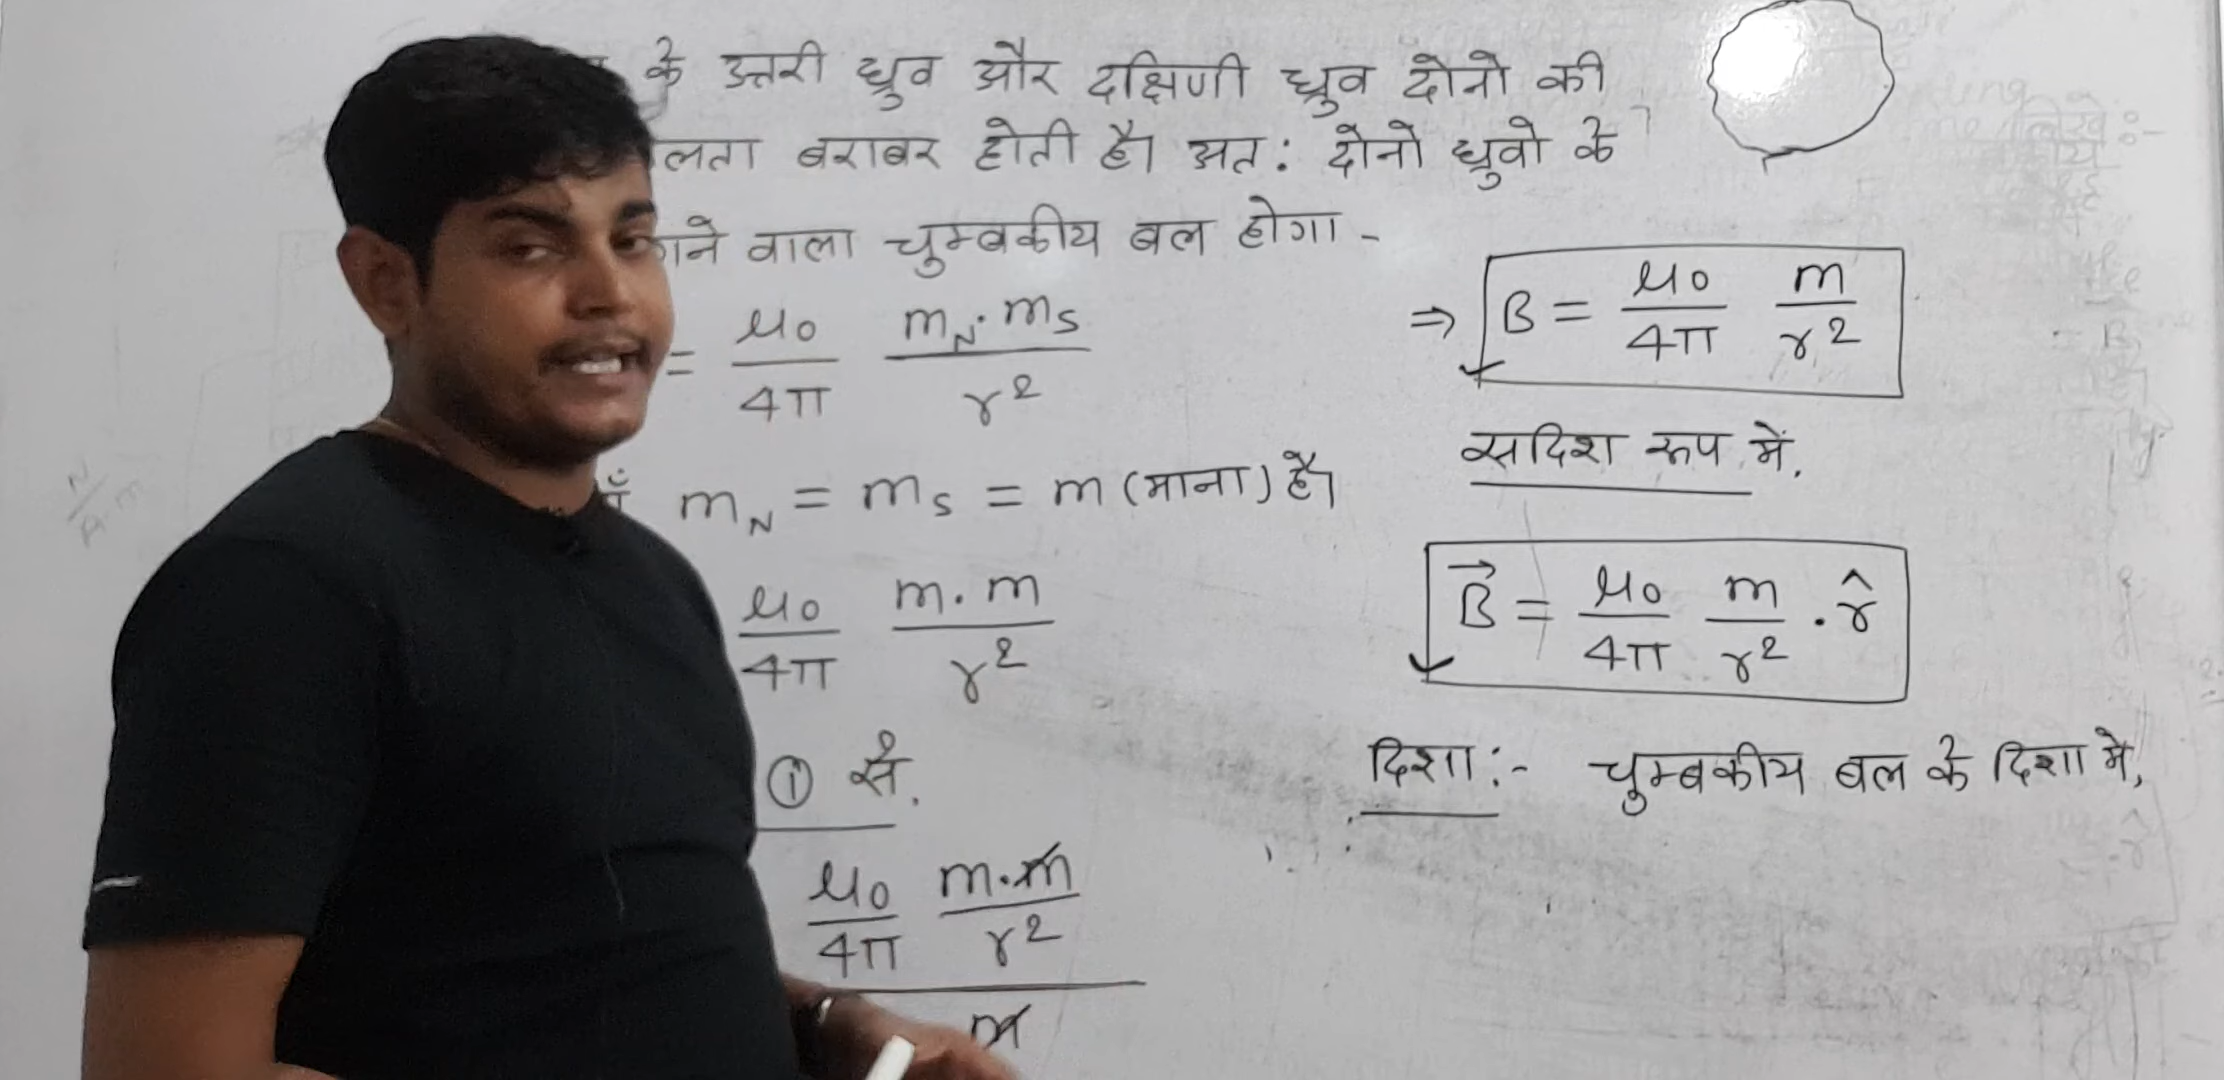 के उत्तरी ध्रुव और दक्षिणी ध्रुव दोनो की
लता बराबर होती है। अत: दोनो ध्रुवो के
वाला चुम्बकीय बल होगा -
= μ0/4π mN.mS/r²
mN = mS = m (माना) है।
μ0/4π m.m/r²
① से,
μ0/4π m.m/r²
m
⇒ B = μ0/4π m/r²
सदिश रूप में,
B⃗ = μ0/4π m/r² . r̂
दिशा :- चुम्बकीय बल के दिशा मे,